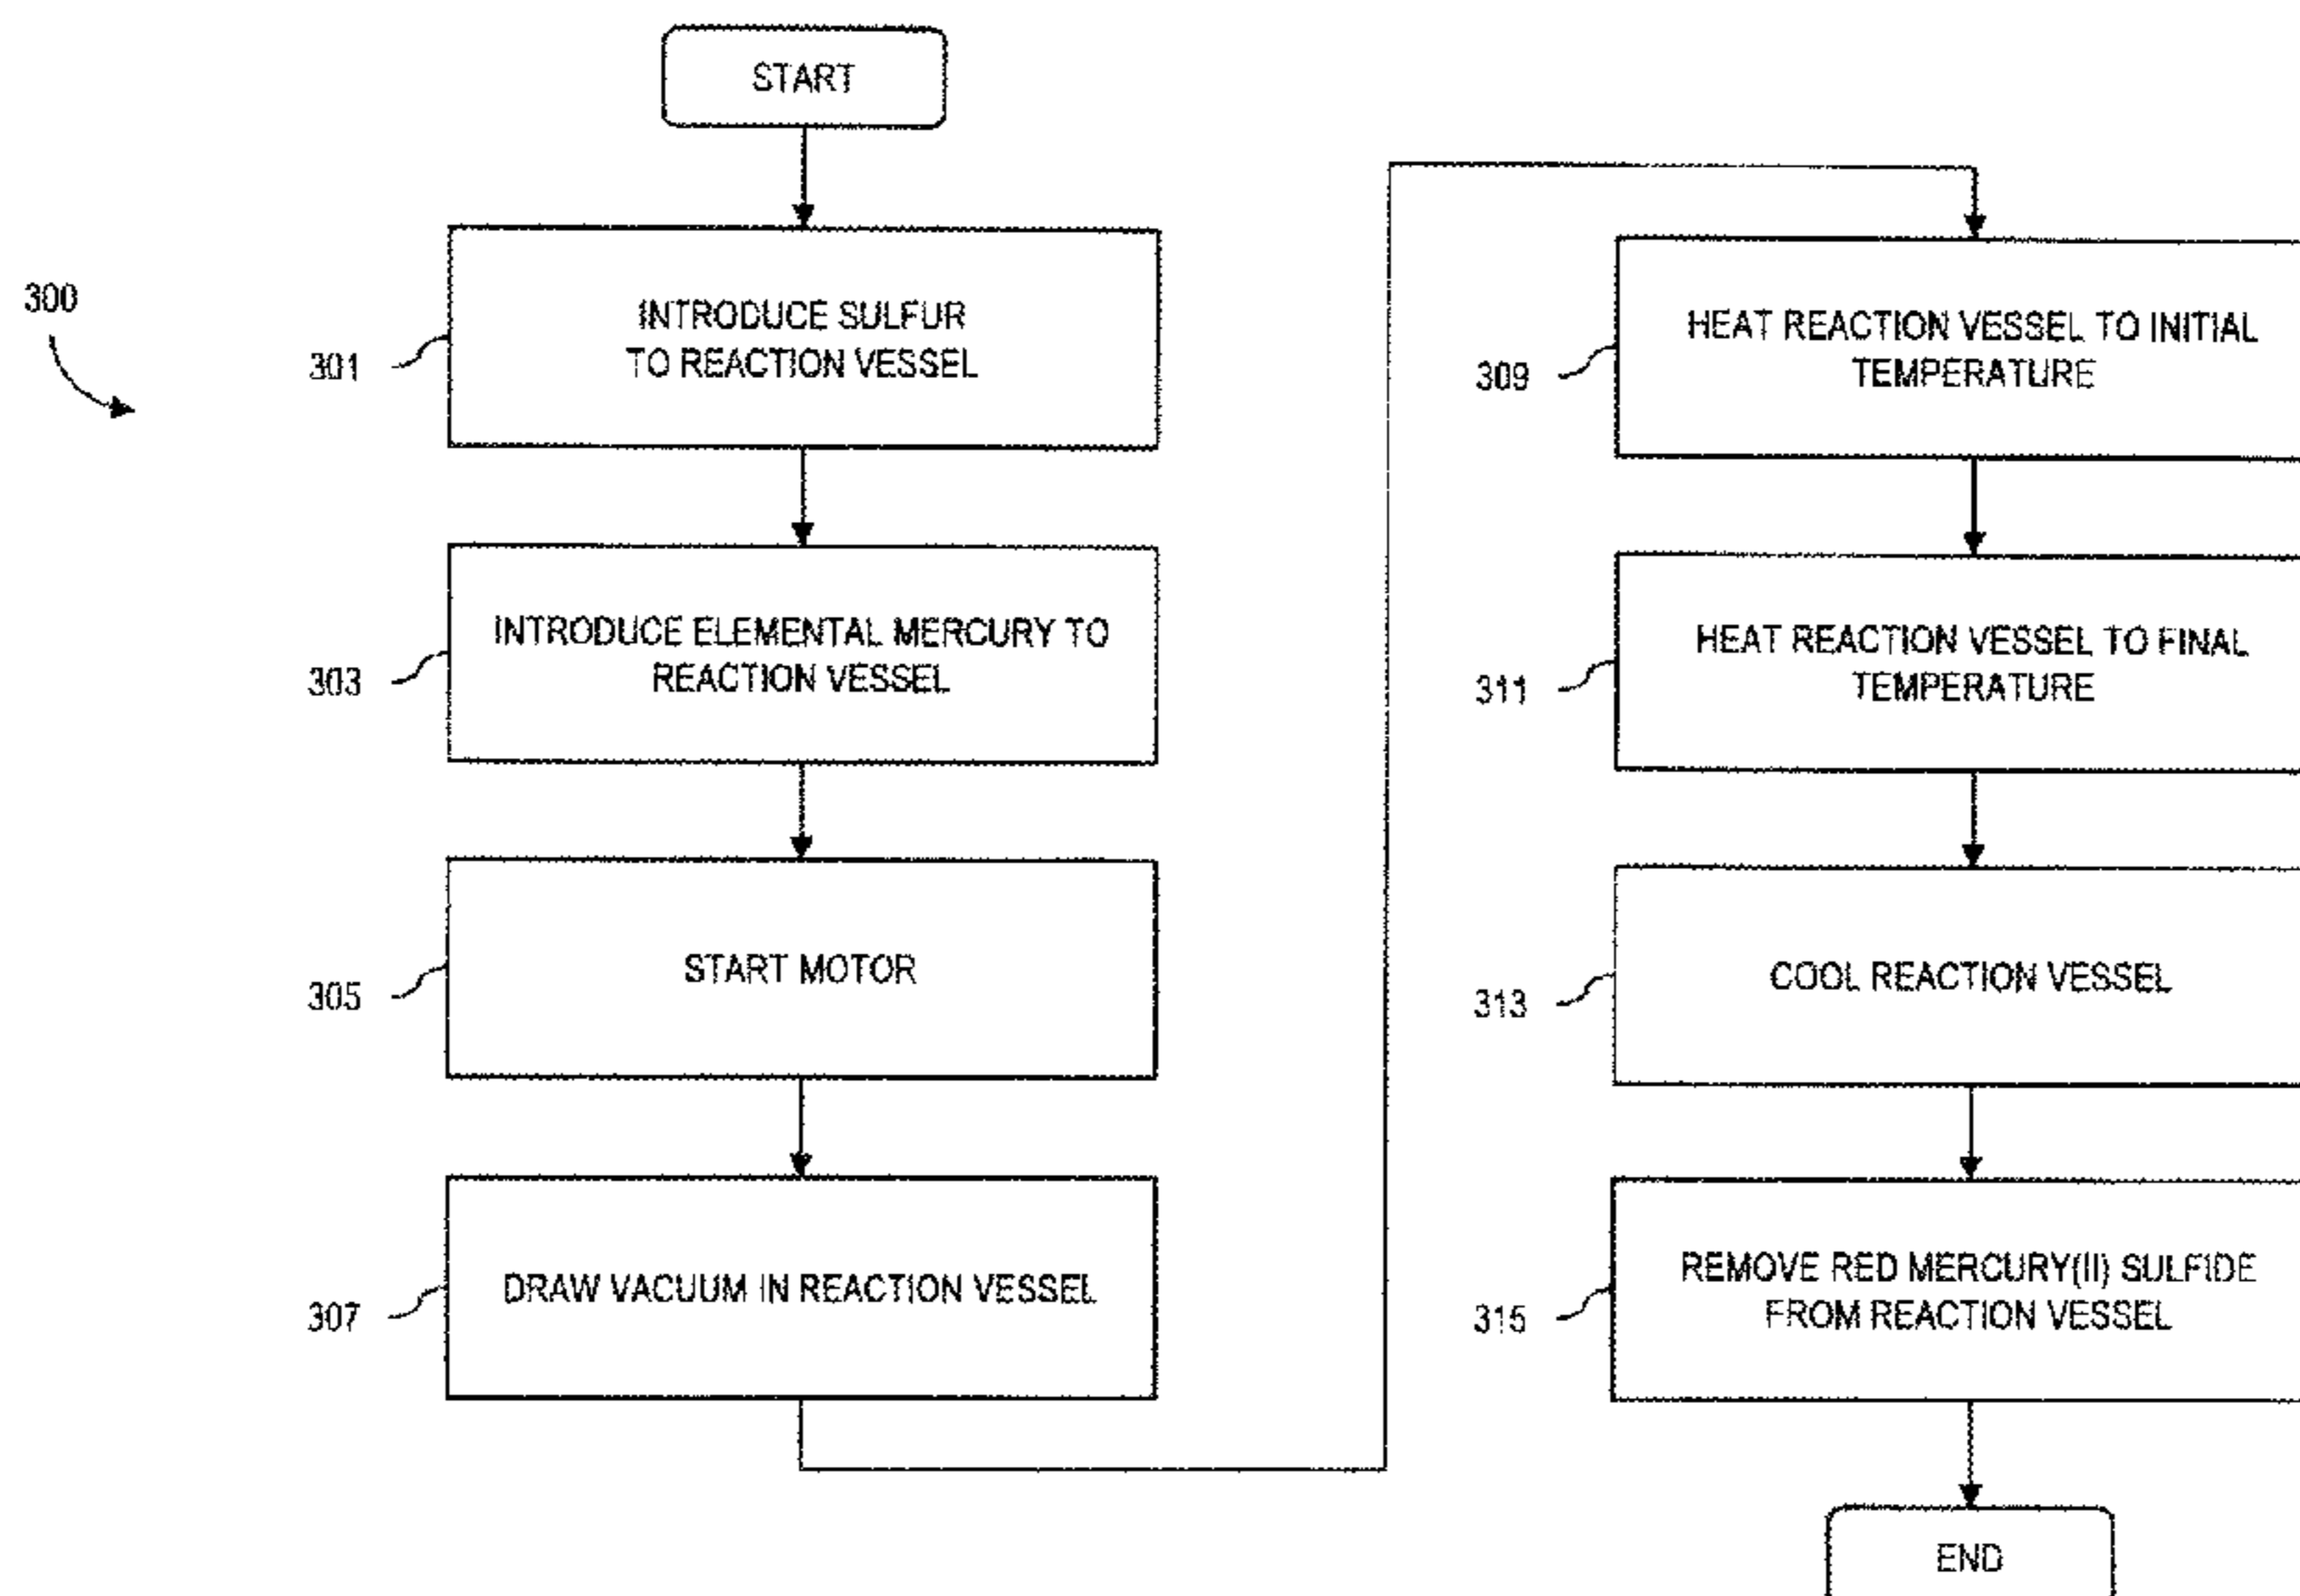 START
300
INTRODUCE SULFUR
TO REACTION VESSEL
301
INTRODUCE ELEMENTAL MERCURY TO
REACTION VESSEL
303
START MOTOR
305
DRAW VACUUM IN REACTION VESSEL
307
HEAT REACTION VESSEL TO INITIAL
TEMPERATURE
309
HEAT REACTION VESSEL TO FINAL
TEMPERATURE
311
COOL REACTION VESSEL
313
REMOVE RED MERCURY(II) SULFIDE
FROM REACTION VESSEL
315
END